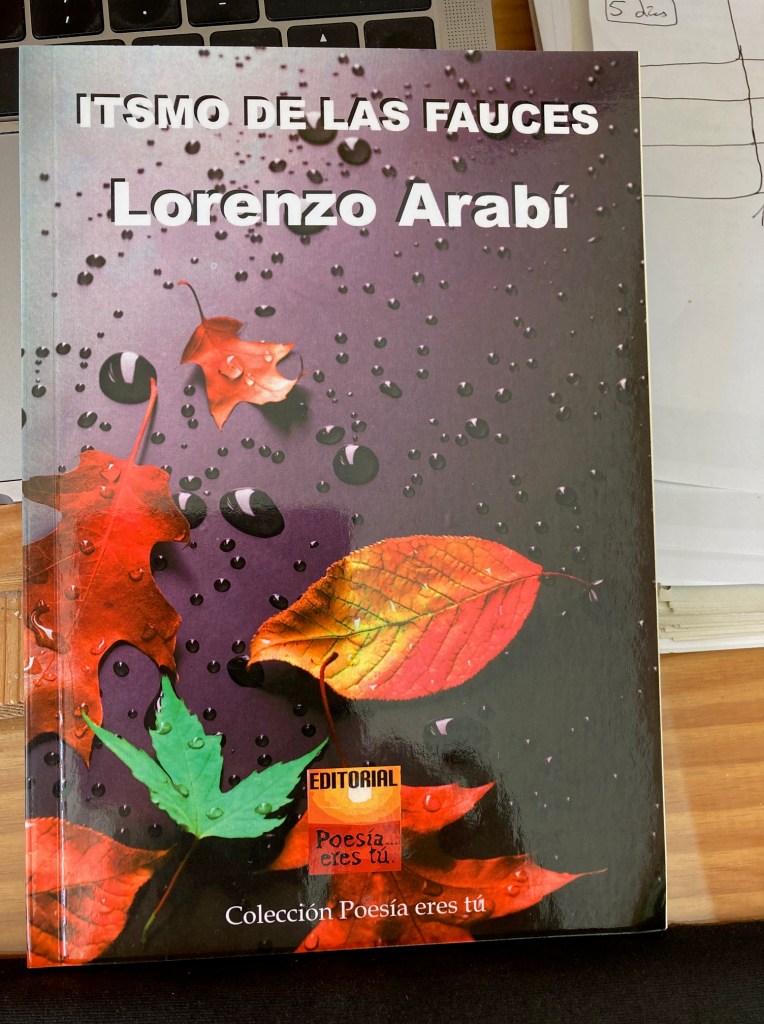 5 días
ITSMO DE LAS FAUCES
Lorenzo Arabí
EDITORIAL
Poesía...
eres tú.
Colección Poesía eres tú